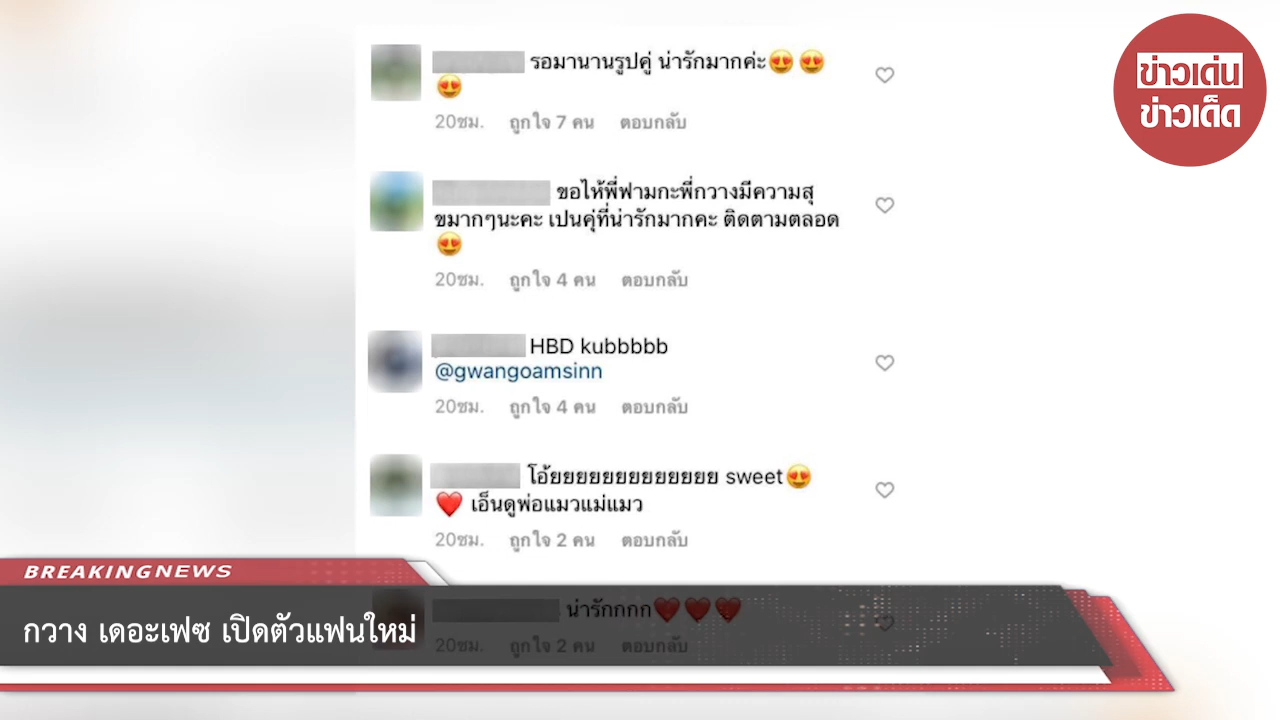 ข่าวเด่น
ข่าวเด็ด
รอมานานรูปคู่ น่ารักมากค่ะ😍😍
😍
20ชม. ถูกใจ 7 คน ตอบกลับ
ขอไห้พี่ฟามกะพี่กวางมีความสุ
ขมากๆนะคะ เปนคุ่ที่น่ารักมากคะ ติดตามตลอด
😍
20ชม. ถูกใจ 4 คน ตอบกลับ
HBD kubbbbb
@gwangoamsinn
20ชม. ถูกใจ 4 คน ตอบกลับ
โอ้ยยยยยยยยยยยยย sweet😍
❤️ เอ็นดูพ่อแมวแม่แมว
20ชม. ถูกใจ 2 คน ตอบกลับ
น่ารักกกก❤️❤️❤️
20ชม. ถูกใจ 2 คน ตอบกลับ
BREAKINGNEWS
กวาง เดอะเฟซ เปิดตัวแฟนใหม่